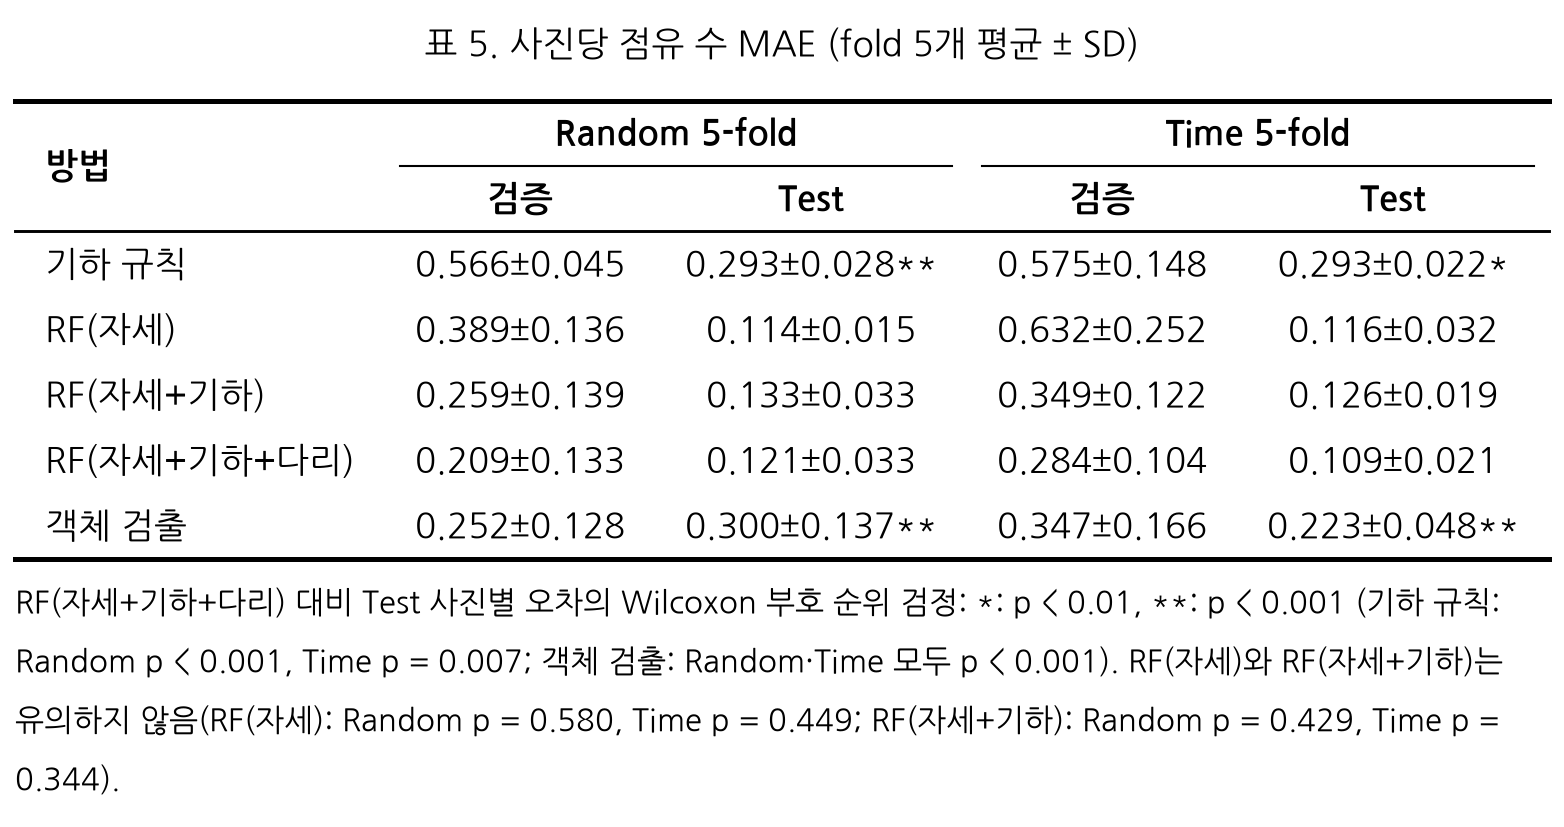 표 5. 사진당 점유 수 MAE (fold 5개 평균 ± SD)
방법 Random 5-fold Time 5-fold
검증 Test 검증 Test
기하 규칙 0.566±0.045 0.293±0.028** 0.575±0.148 0.293±0.022*
RF(자세) 0.389±0.136 0.114±0.015 0.632±0.252 0.116±0.032
RF(자세+기하) 0.259±0.139 0.133±0.033 0.349±0.122 0.126±0.019
RF(자세+기하+다리) 0.209±0.133 0.121±0.033 0.284±0.104 0.109±0.021
객체 검출 0.252±0.128 0.300±0.137** 0.347±0.166 0.223±0.048**
RF(자세+기하+다리) 대비 Test 사진별 오차의 Wilcoxon 부호 순위 검정: *: p < 0.01, **: p < 0.001 (기하 규칙:
Random p < 0.001, Time p = 0.007; 객체 검출: Random·Time 모두 p < 0.001). RF(자세)와 RF(자세+기하)는
유의하지 않음(RF(자세): Random p = 0.580, Time p = 0.449; RF(자세+기하): Random p = 0.429, Time p =
0.344).